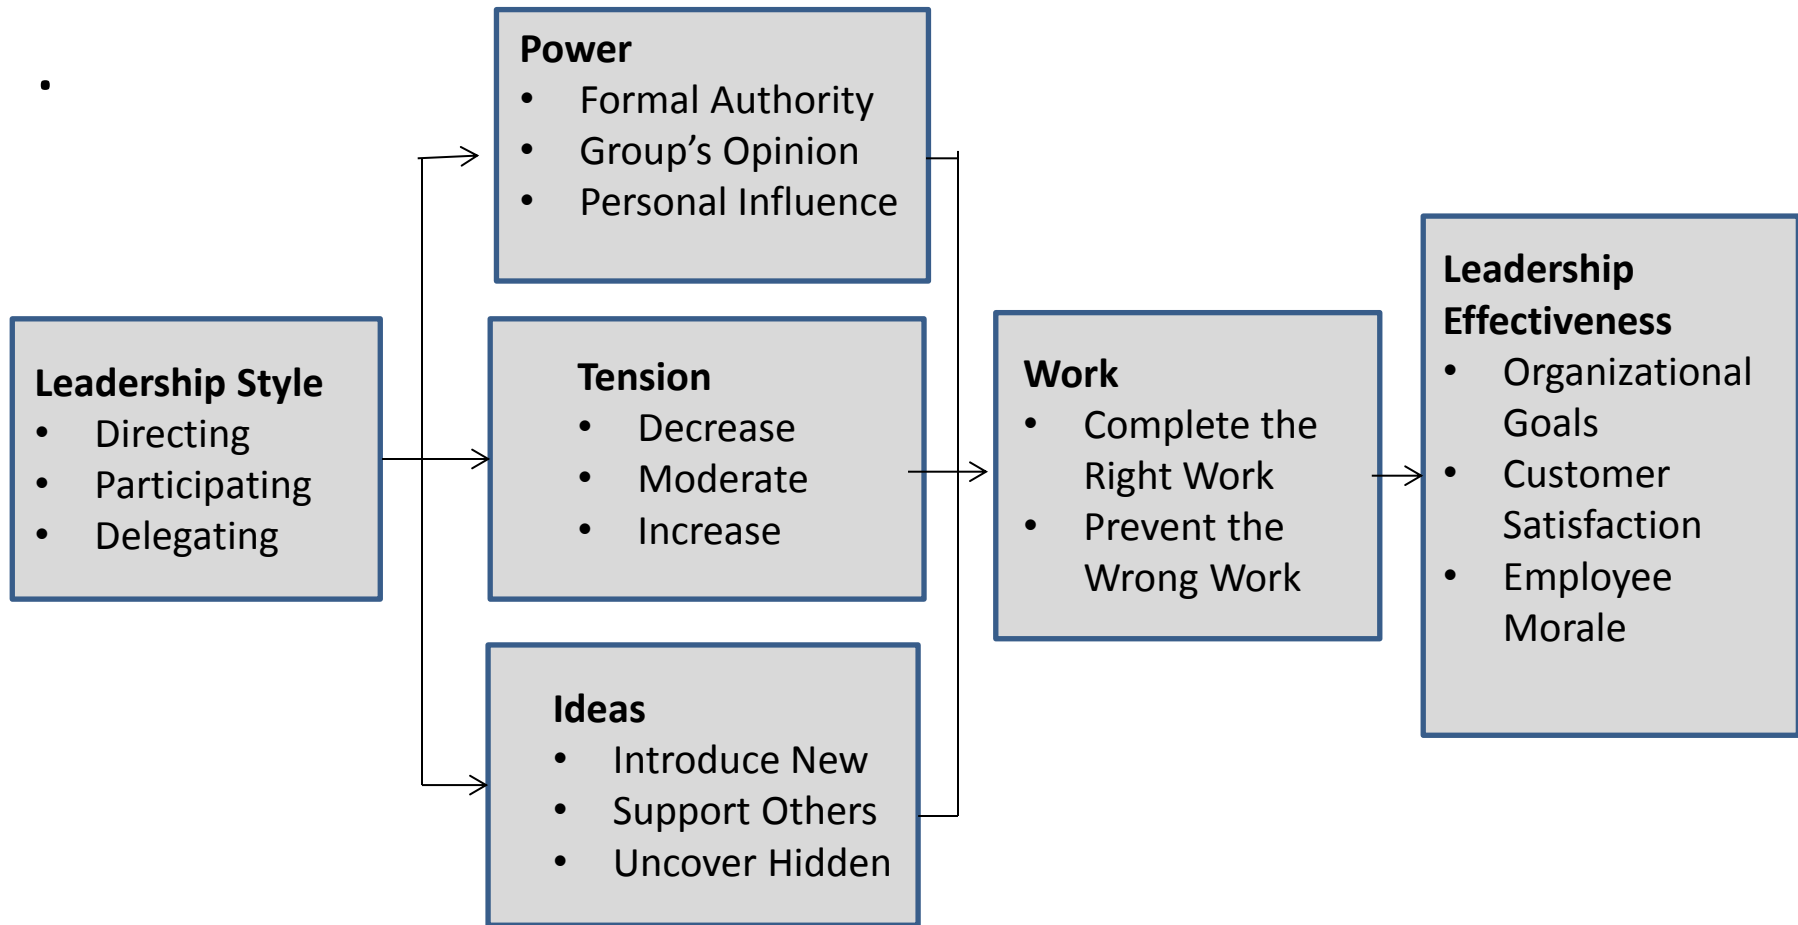 .
Power
• Formal Authority
• Group’s Opinion
• Personal Influence
Leadership Style
• Directing
• Participating
• Delegating
Tension
• Decrease
• Moderate
• Increase
Ideas
• Introduce New
• Support Others
• Uncover Hidden
Work
• Complete the
Right Work
• Prevent the
Wrong Work
Leadership
Effectiveness
• Organizational
Goals
• Customer
Satisfaction
• Employee
Morale